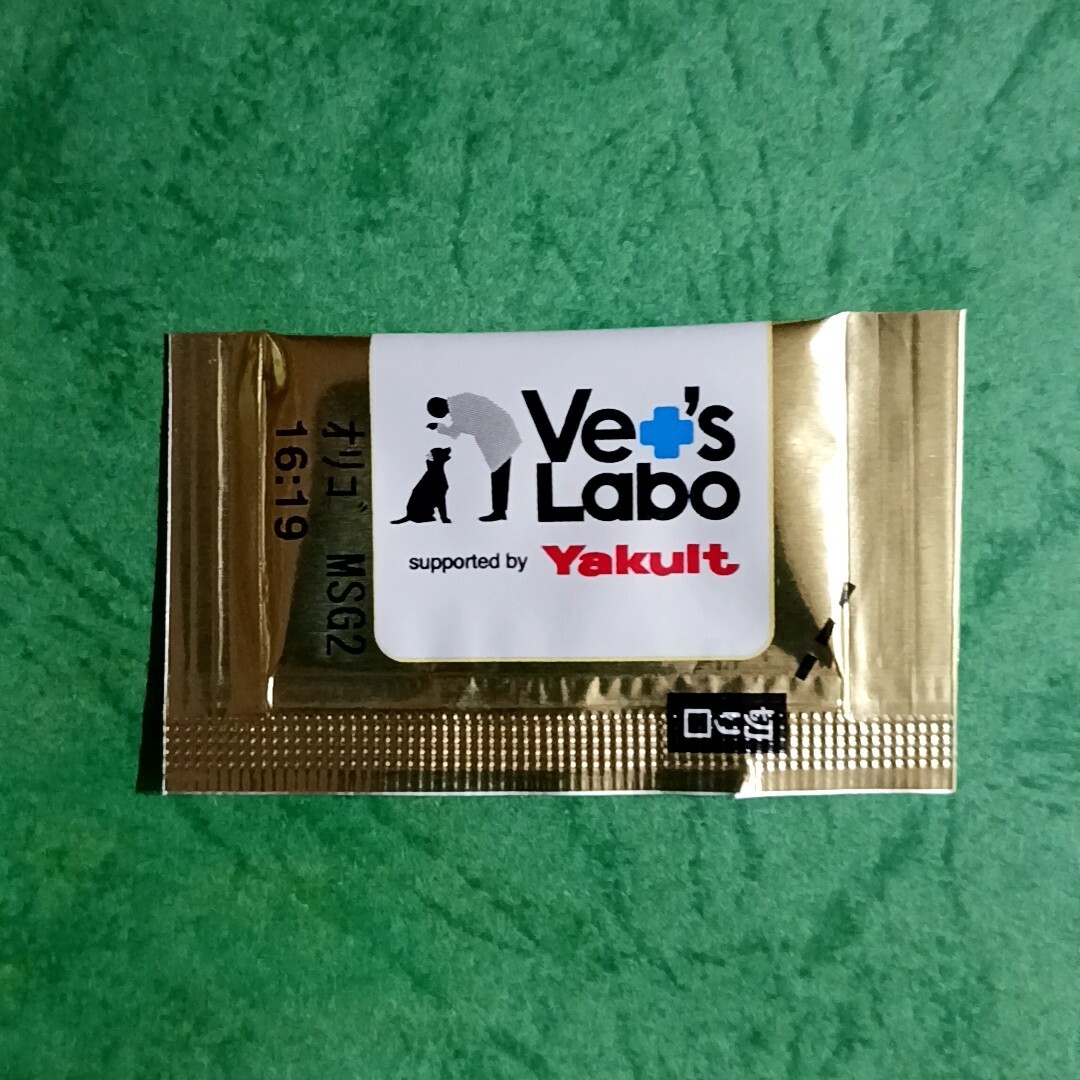 Vet's
Labo
supported by Yakult
オリゴ MSG2
16:19
切り口